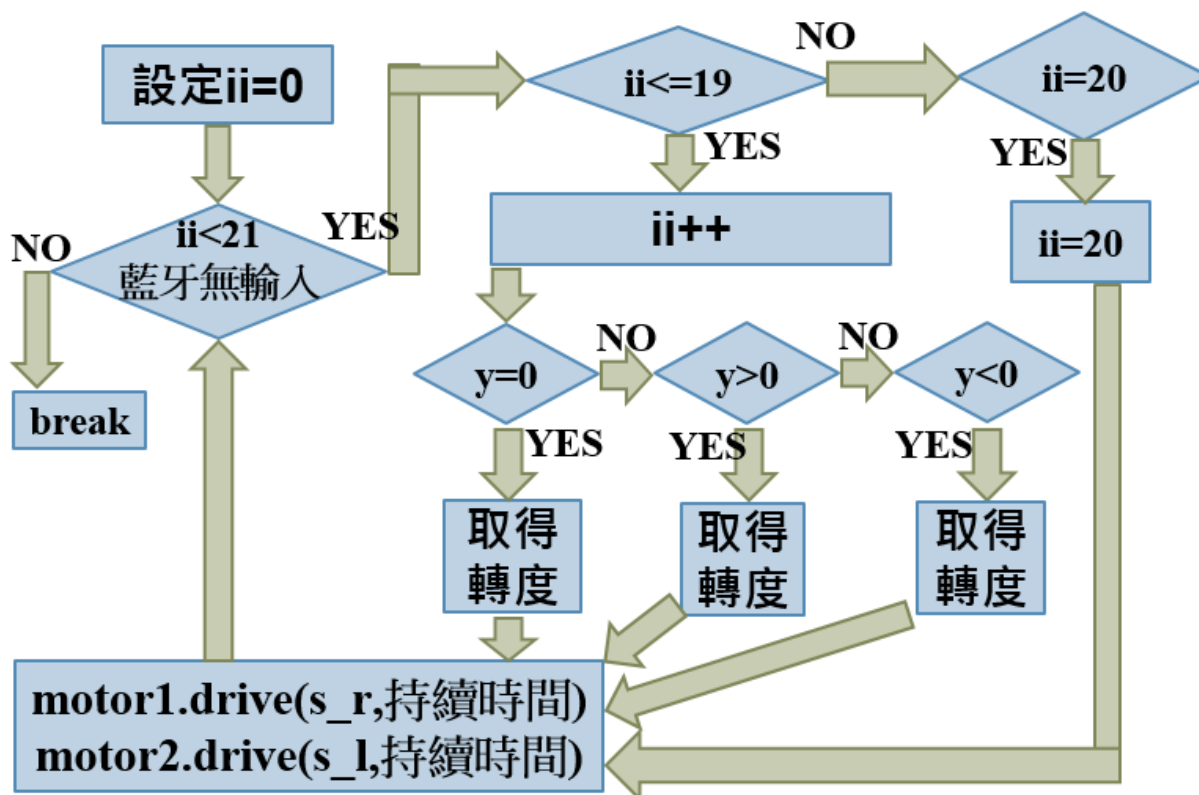 設定ii=0
ii<21
藍牙無輸入
NO
break
YES
ii<=19
NO
ii=20
YES
ii=20
YES
ii++
y=0
NO
y>0
NO
y<0
YES
取得
轉度
YES
取得
轉度
YES
取得
轉度
motor1.drive(s_r,持續時間)
motor2.drive(s_l,持續時間)